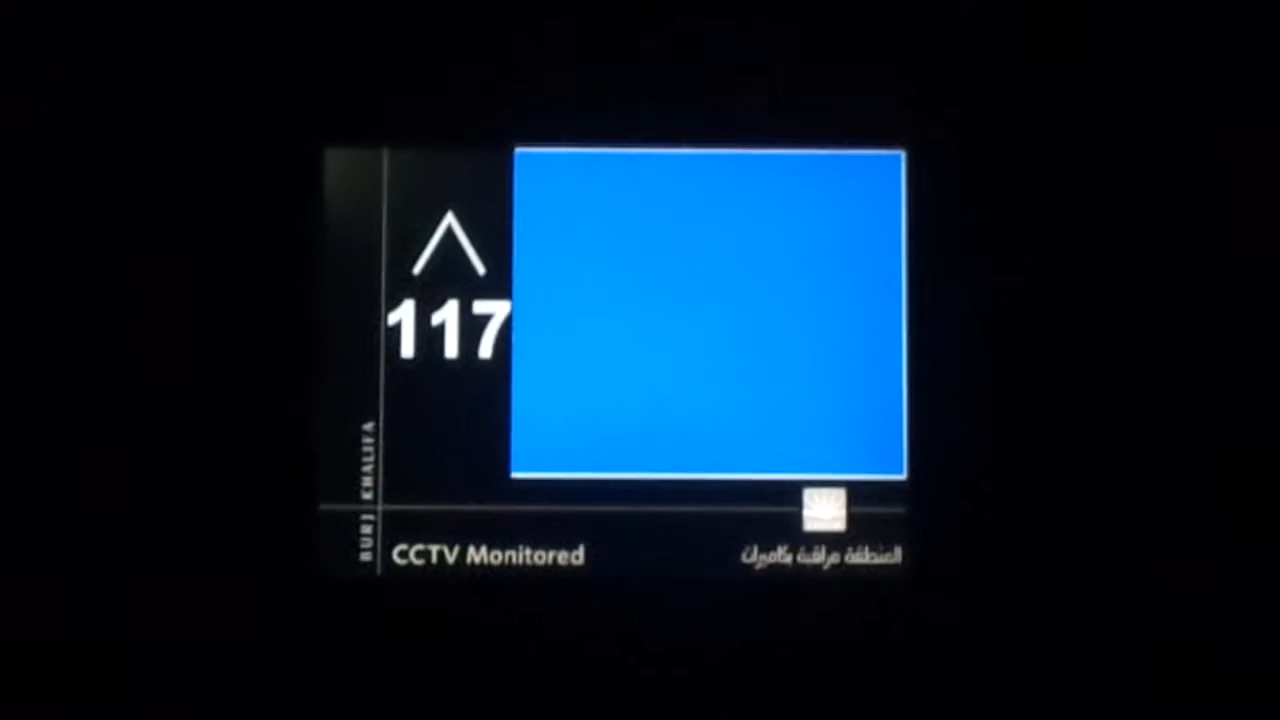 117
BURJ KHALIFA
CCTV Monitored
المنطقة مراقبة بكاميرات